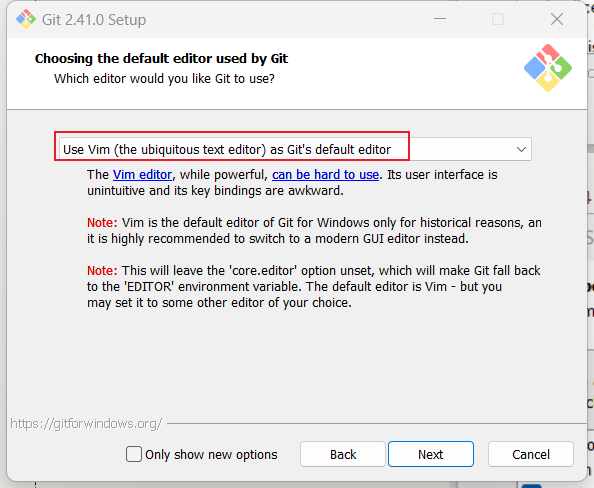 Git 2.41.0 Setup
Choosing the default editor used by Git
Which editor would you like Git to use?
Use Vim (the ubiquitous text editor) as Git's default editor
The Vim editor, while powerful, can be hard to use. Its user interface is
unintuitive and its key bindings are awkward.
Note: Vim is the default editor of Git for Windows only for historical reasons, an
it is highly recommended to switch to a modern GUI editor instead.
Note: This will leave the 'core.editor' option unset, which will make Git fall back
to the 'EDITOR' environment variable. The default editor is Vim - but you
may set it to some other editor of your choice.
https://gitforwindows.org/
Only show new options
Back
Next
Cancel